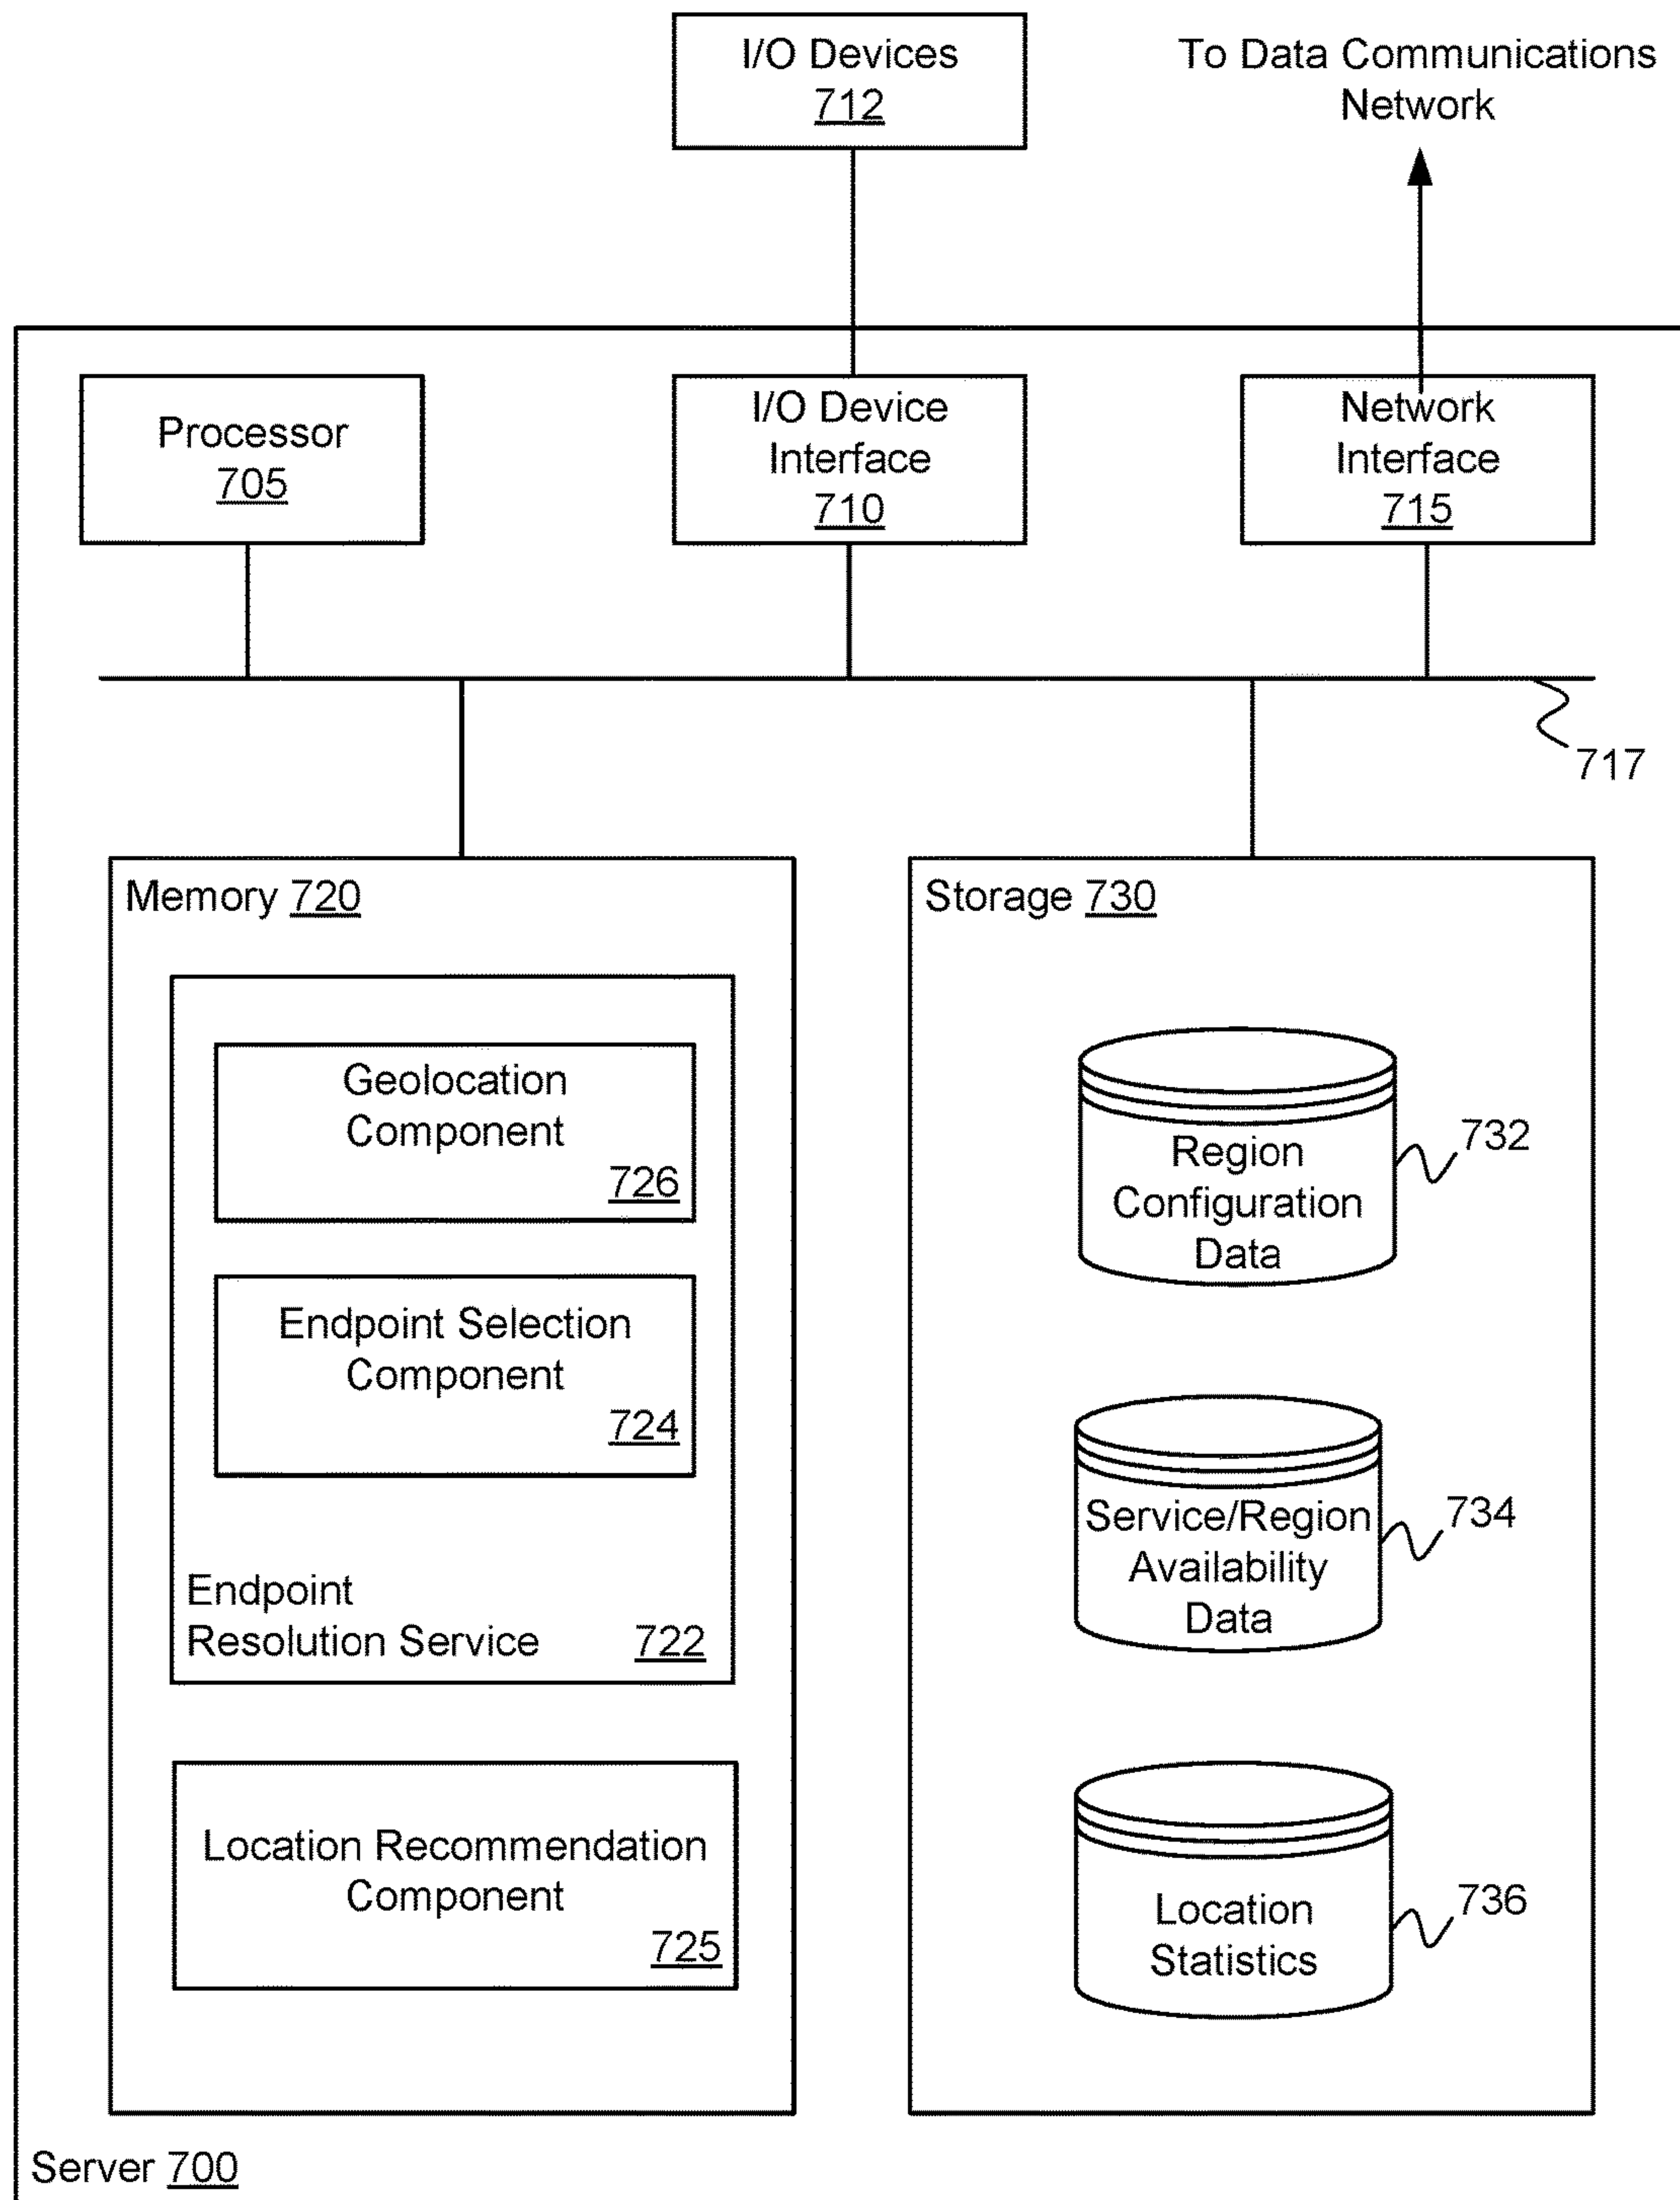 I/O Devices
712
To Data Communications
Network
Processor
705
I/O Device
Interface
710
Network
Interface
715
717
Memory 720
Geolocation
Component
726
Endpoint Selection
Component
724
Endpoint
Resolution Service 722
Location Recommendation
Component
725
Storage 730
Region
Configuration
Data
732
Service/Region
Availability
Data
734
Location
Statistics
736
Server 700